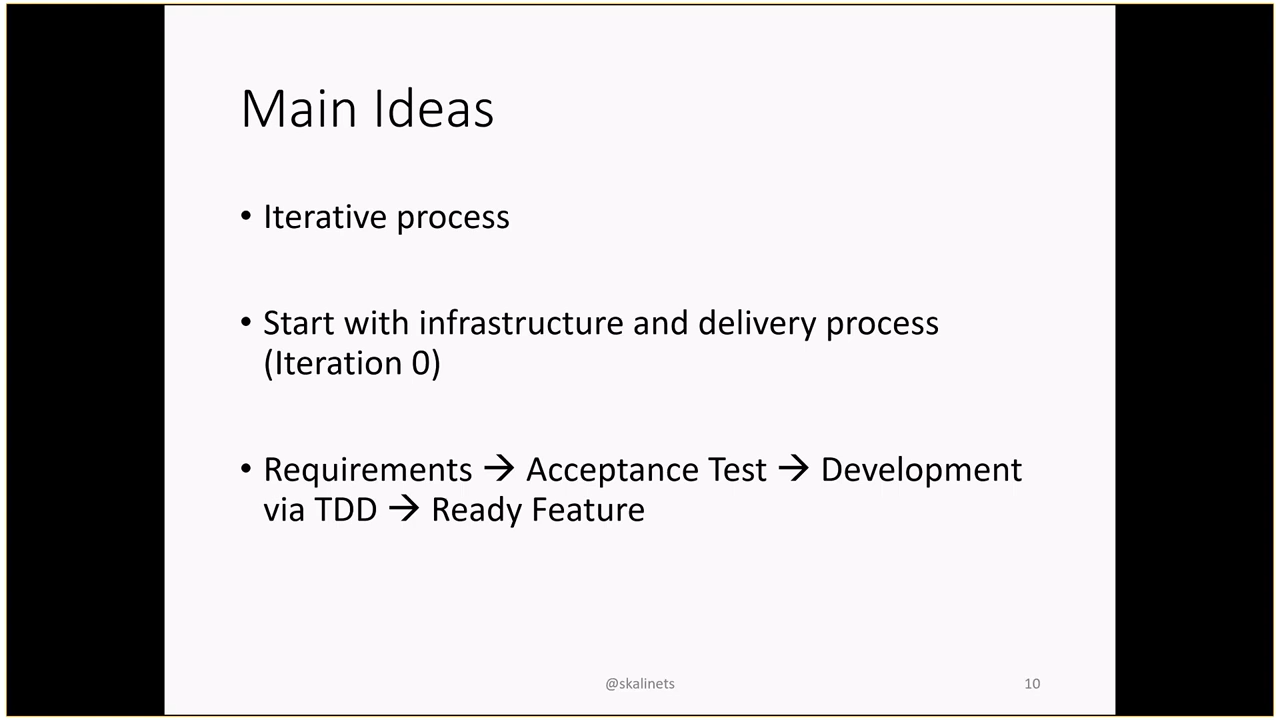 Main Ideas
• Iterative process
• Start with infrastructure and delivery process
(Iteration 0)
• Requirements → Acceptance Test → Development
via TDD → Ready Feature
@skalinets
10